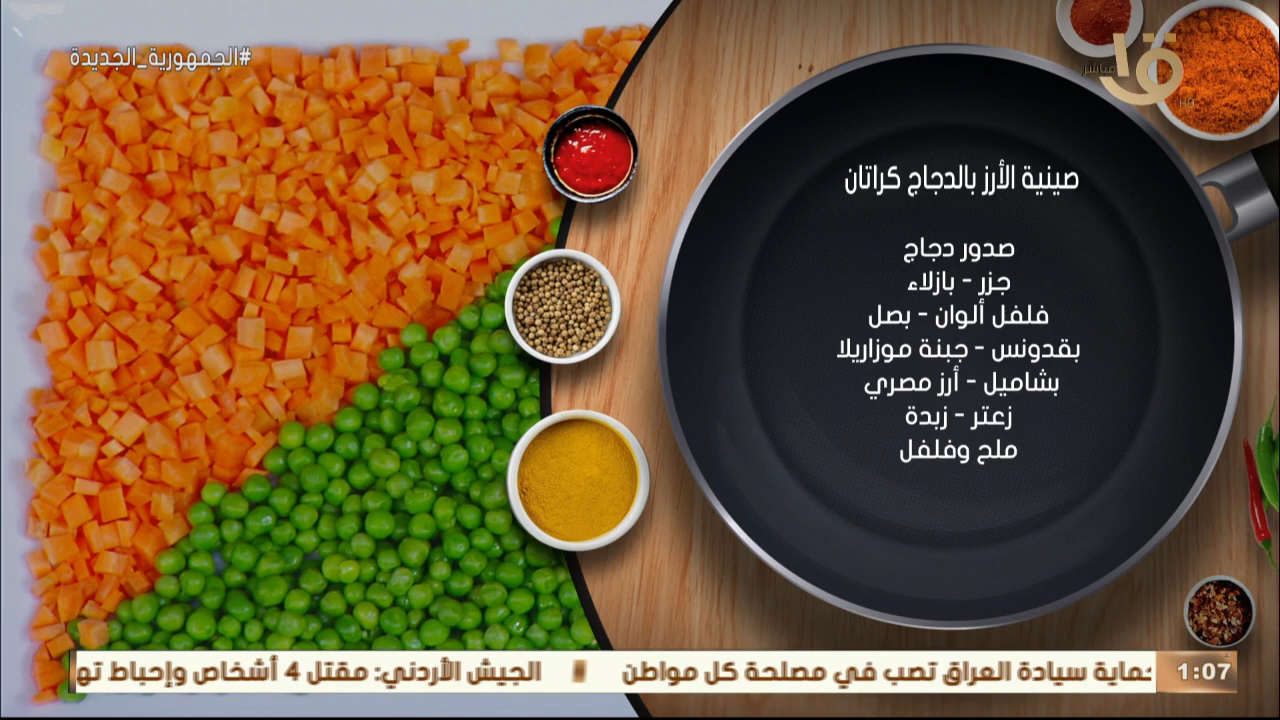 #الجمهورية_الجديدة
مباشر
HD
صينية الأرز بالدجاج كراتان
صدور دجاج
جزر - بازلاء
فلفل ألوان - بصل
بقدونس - جبنة موزاريلا
بشاميل - أرز مصري
زعتر - زبدة
ملح وفلفل
1:07
حماية سيادة العراق تصب في مصلحة كل مواطن
الجيش الأردني: مقتل 4 أشخاص وإحباط